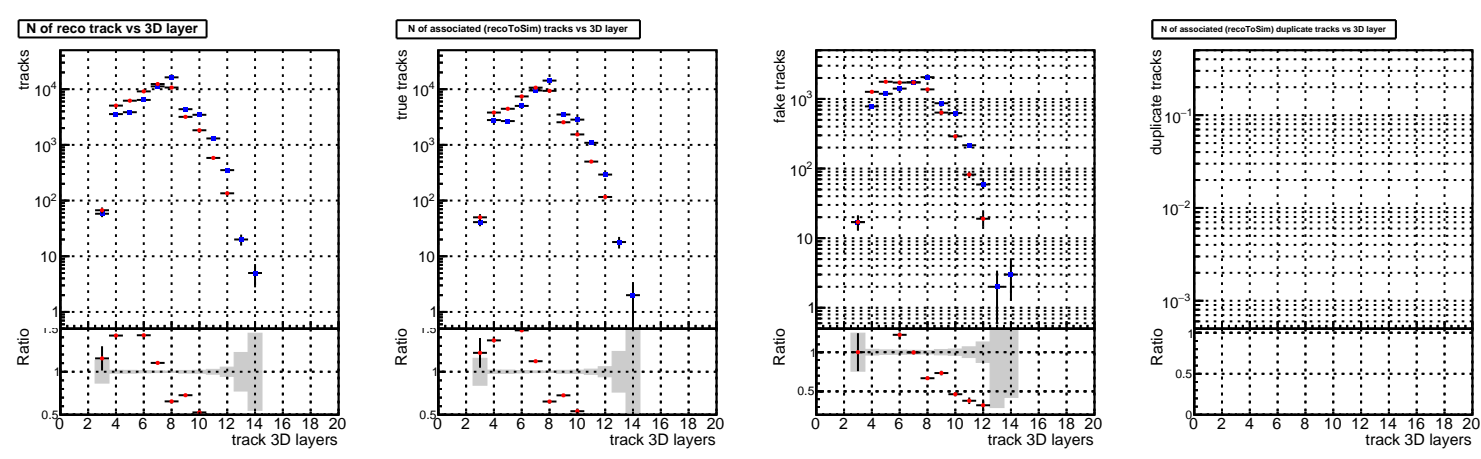 N of reco track vs 3D layer
tracks
10⁴
10³
10²
10
1
Ratio
1.5
1
0.5
0 2 4 6 8 10 12 14 16 18 20
track 3D layers
N of associated (recoToSim) tracks vs 3D layer
true tracks
10⁴
10³
10²
10
1
Ratio
1.5
1
0.5
0 2 4 6 8 10 12 14 16 18 20
track 3D layers
fake tracks
10³
10²
10
1
Ratio
1
0.5
0 2 4 6 8 10 12 14 16 18 20
track 3D layers
N of associated (recoToSim) duplicate tracks vs 3D layer
duplicate tracks
10⁻¹
10⁻²
10⁻³
Ratio
1
0.5
0
0 2 4 6 8 10 12 14 16 18 20
track 3D layers